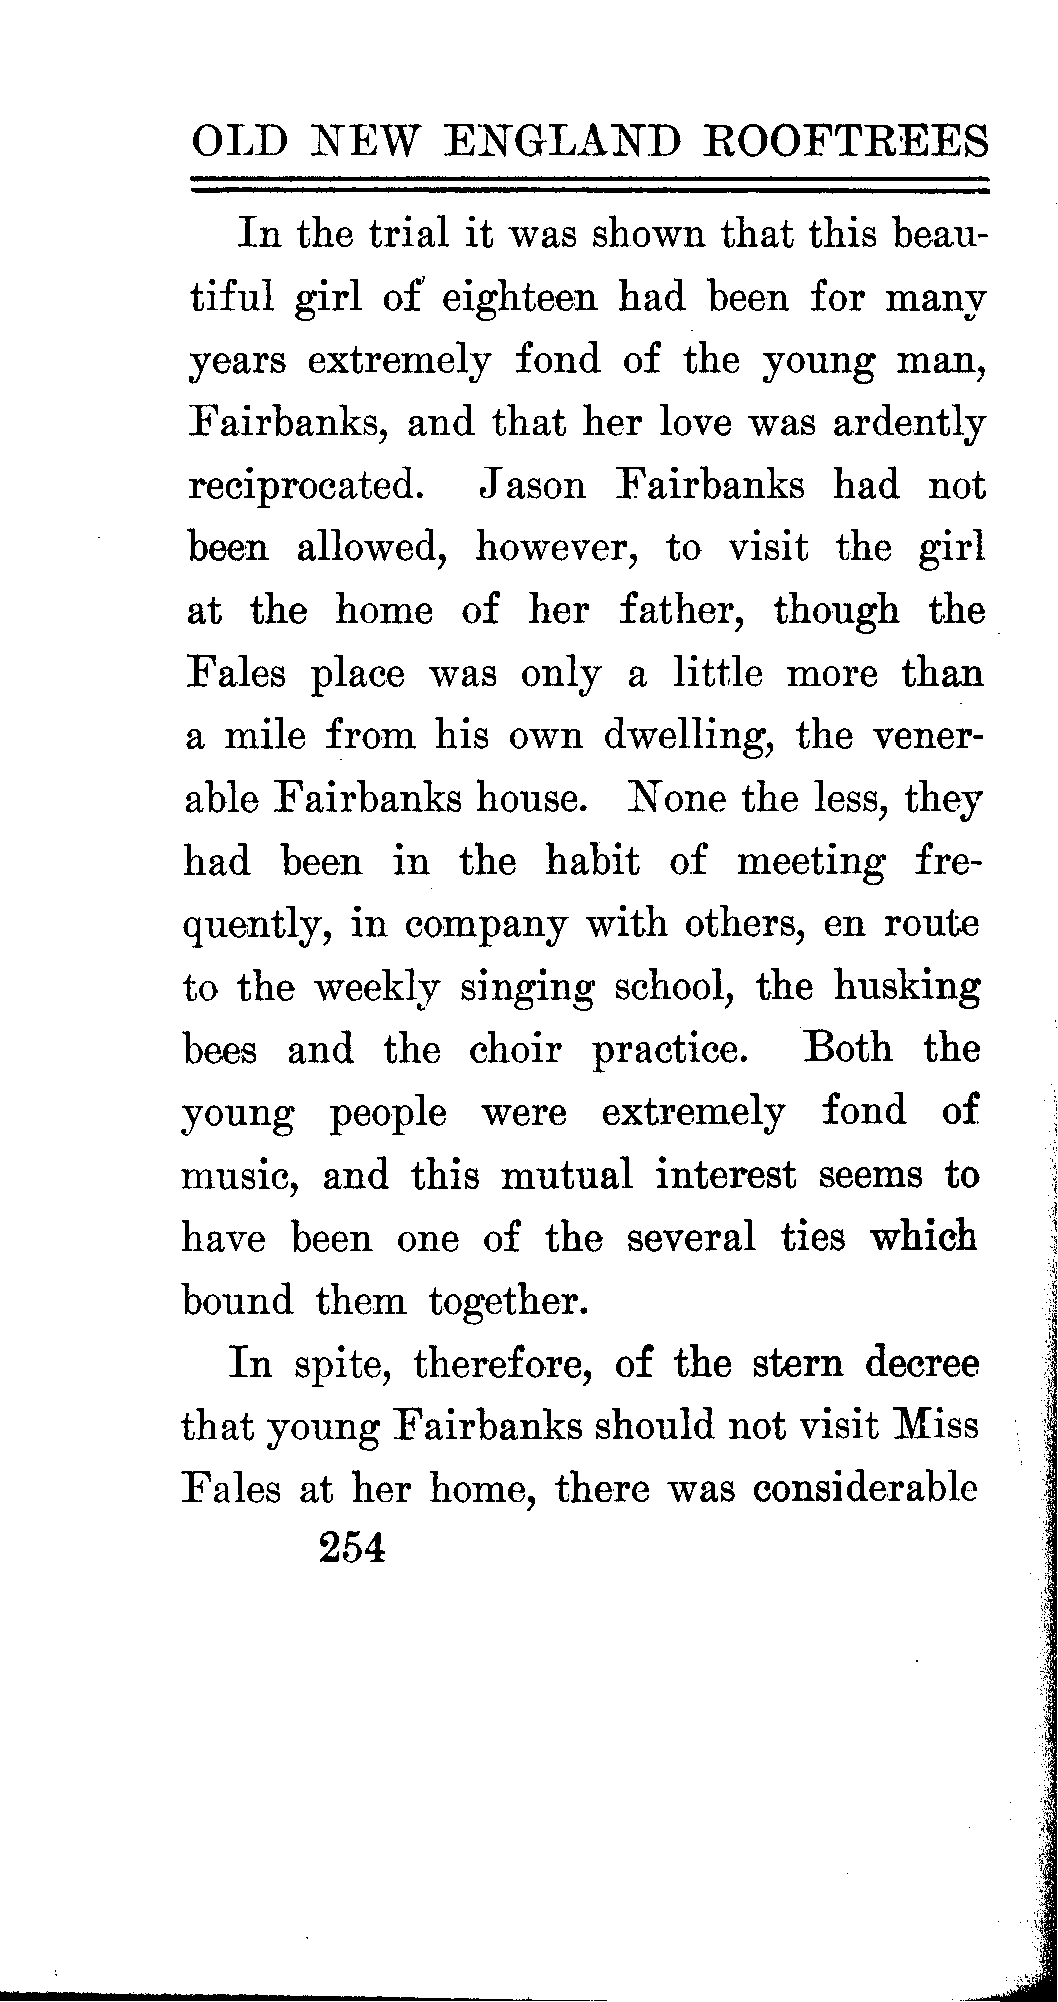 OLD NEW ENGLAND ROOFTREES
In the trial it was shown that this beau-
tiful girl of eighteen had been for many
years extremely fond of the young man,
Fairbanks, and that her love was ardently
reciprocated. Jason Fairbanks had not
been allowed, however, to visit the girl
at the home of her father, though the
Fales place was only a little more than
a mile from his own dwelling, the vener-
able Fairbanks house. None the less, they
had been in the habit of meeting fre-
quently, in company with others, en route
to the weekly singing school, the husking
bees and the choir practice. Both the
young people were extremely fond of
music, and this mutual interest seems to
have been one of the several ties which
bound them together.
In spite, therefore, of the stern decree
that young Fairbanks should not visit Miss
Fales at her home, there was considerable
254